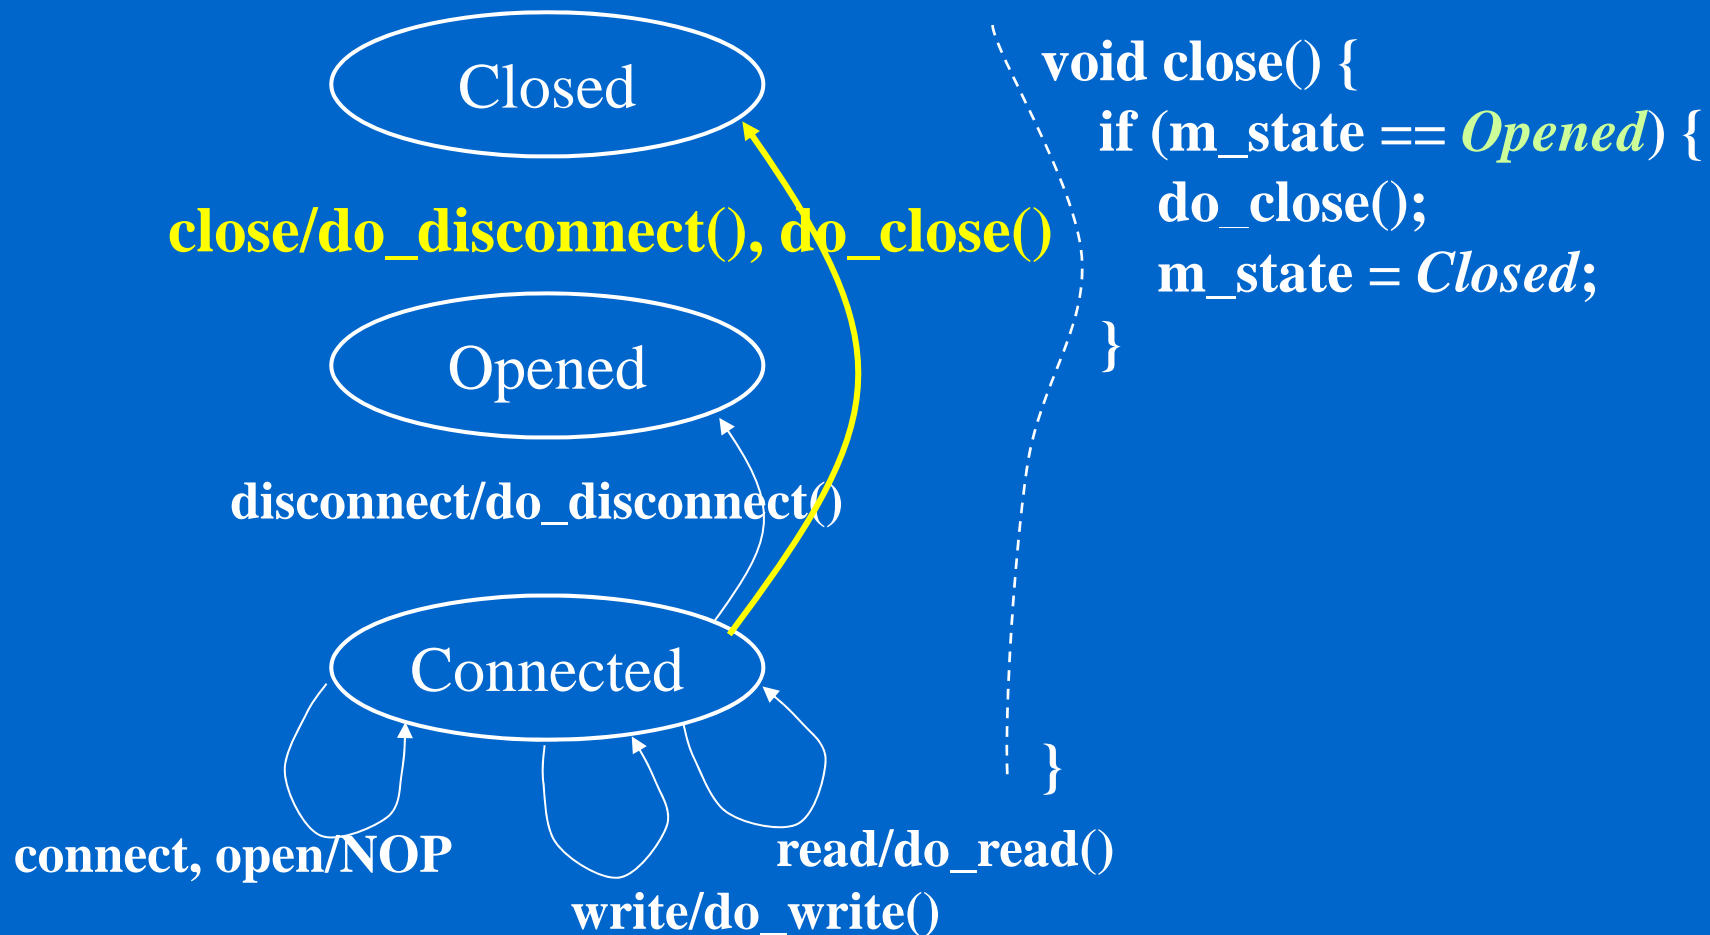 Closed
close/do_disconnect(), do_close()
Opened
disconnect/do_disconnect()
Connected
connect, open/NOP
read/do_read()
write/do_write()
void close() {
if (m_state == Opened) {
do_close();
m_state = Closed;
}
}